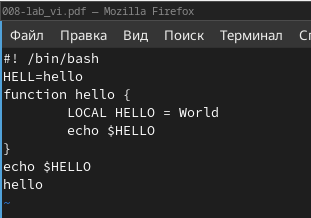 008-lab_vi.pdf — Mozilla Firefox
Файл Правка Вид Поиск Терминал
#! /bin/bash
HELL=hello
function hello {
LOCAL HELLO = World
echo $HELLO
}
echo $HELLO
hello
~